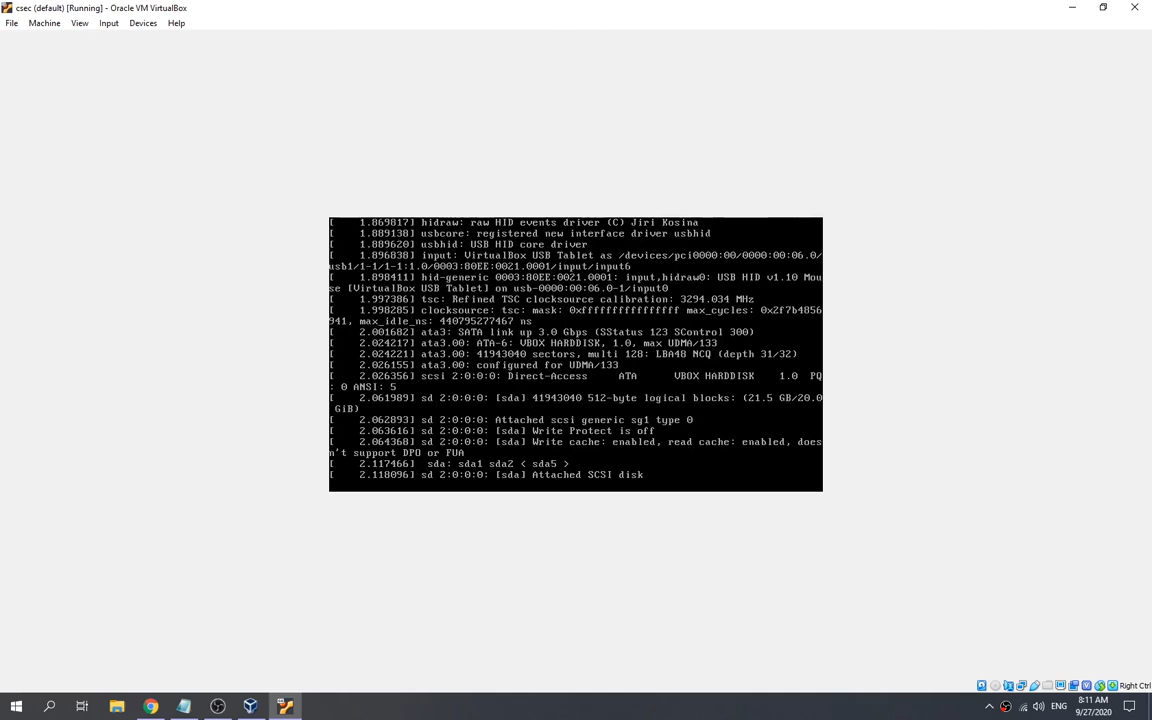 csec (default) [Running] - Oracle VM VirtualBox
File Machine View Input Devices Help
[    1.869817] hidraw: raw HID events driver (C) Jiri Kosina
[    1.889138] usbcore: registered new interface driver usbhid
[    1.889620] usbhid: USB HID core driver
[    1.896838] input: VirtualBox USB Tablet as /devices/pci0000:00/0000:00:06.0/
usb1/1-1/1-1:1.0/0003:80EE:0021.0001/input/input6
[    1.898411] hid-generic 0003:80EE:0021.0001: input,hidraw0: USB HID v1.10 Mou
se [VirtualBox USB Tablet] on usb-0000:00:06.0-1/input0
[    1.997386] tsc: Refined TSC clocksource calibration: 3294.034 MHz
[    1.998285] clocksource: tsc: mask: 0xffffffffffffffff max_cycles: 0x2f7b4856
941, max_idle_ns: 440795277467 ns
[    2.001682] ata3: SATA link up 3.0 Gbps (SStatus 123 SControl 300)
[    2.024217] ata3.00: ATA-6: VBOX HARDDISK, 1.0, max UDMA/133
[    2.024221] ata3.00: 41943040 sectors, multi 128: LBA48 NCQ (depth 31/32)
[    2.026155] ata3.00: configured for UDMA/133
[    2.026356] scsi 2:0:0:0: Direct-Access     ATA      VBOX HARDDISK    1.0  PQ
: 0 ANSI: 5
[    2.061989] sd 2:0:0:0: [sda] 41943040 512-byte logical blocks: (21.5 GB/20.0
 GiB)
[    2.062893] sd 2:0:0:0: Attached scsi generic sg1 type 0
[    2.063616] sd 2:0:0:0: [sda] Write Protect is off
[    2.064368] sd 2:0:0:0: [sda] Write cache: enabled, read cache: enabled, does
n't support DPO or FUA
[    2.117466]  sda: sda1 sda2 < sda5 >
[    2.118096] sd 2:0:0:0: [sda] Attached SCSI disk
Right Ctrl
ENG
8:11 AM
9/27/2020